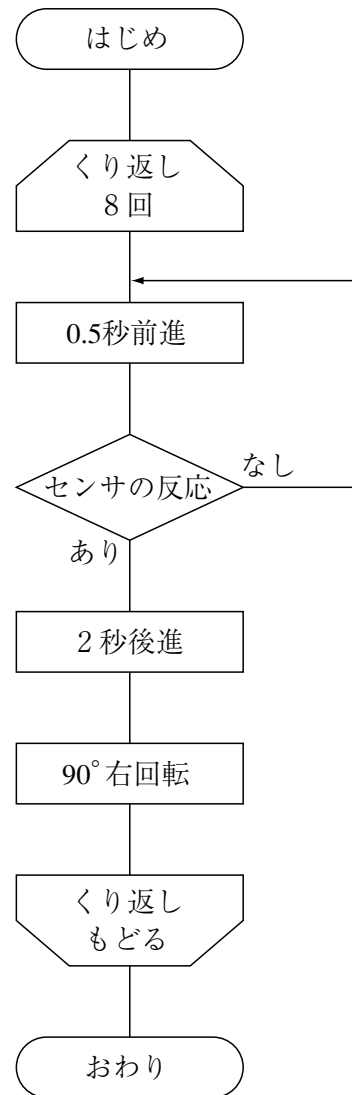 はじめ
くり返し
８回
0.5秒前進
センサの反応
なし
あり
２秒後進
90°右回転
くり返し
もどる
おわり